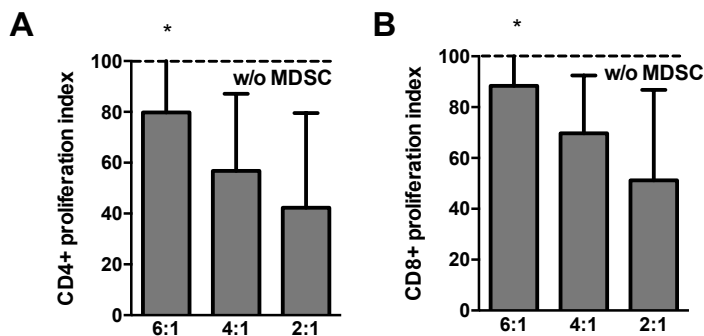 A
*
100
80
60
40
20
0
CD4+ proliferation index
w/o MDSC
6:1 4:1 2:1
B
*
100
80
60
40
20
0
CD8+ proliferation index
w/o MDSC
6:1 4:1 2:1